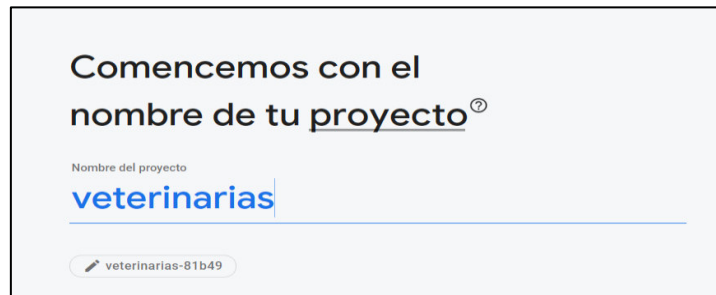 Comencemos con el
nombre de tu proyecto?
Nombre del proyecto
veterinarias
veterinarias-81b49